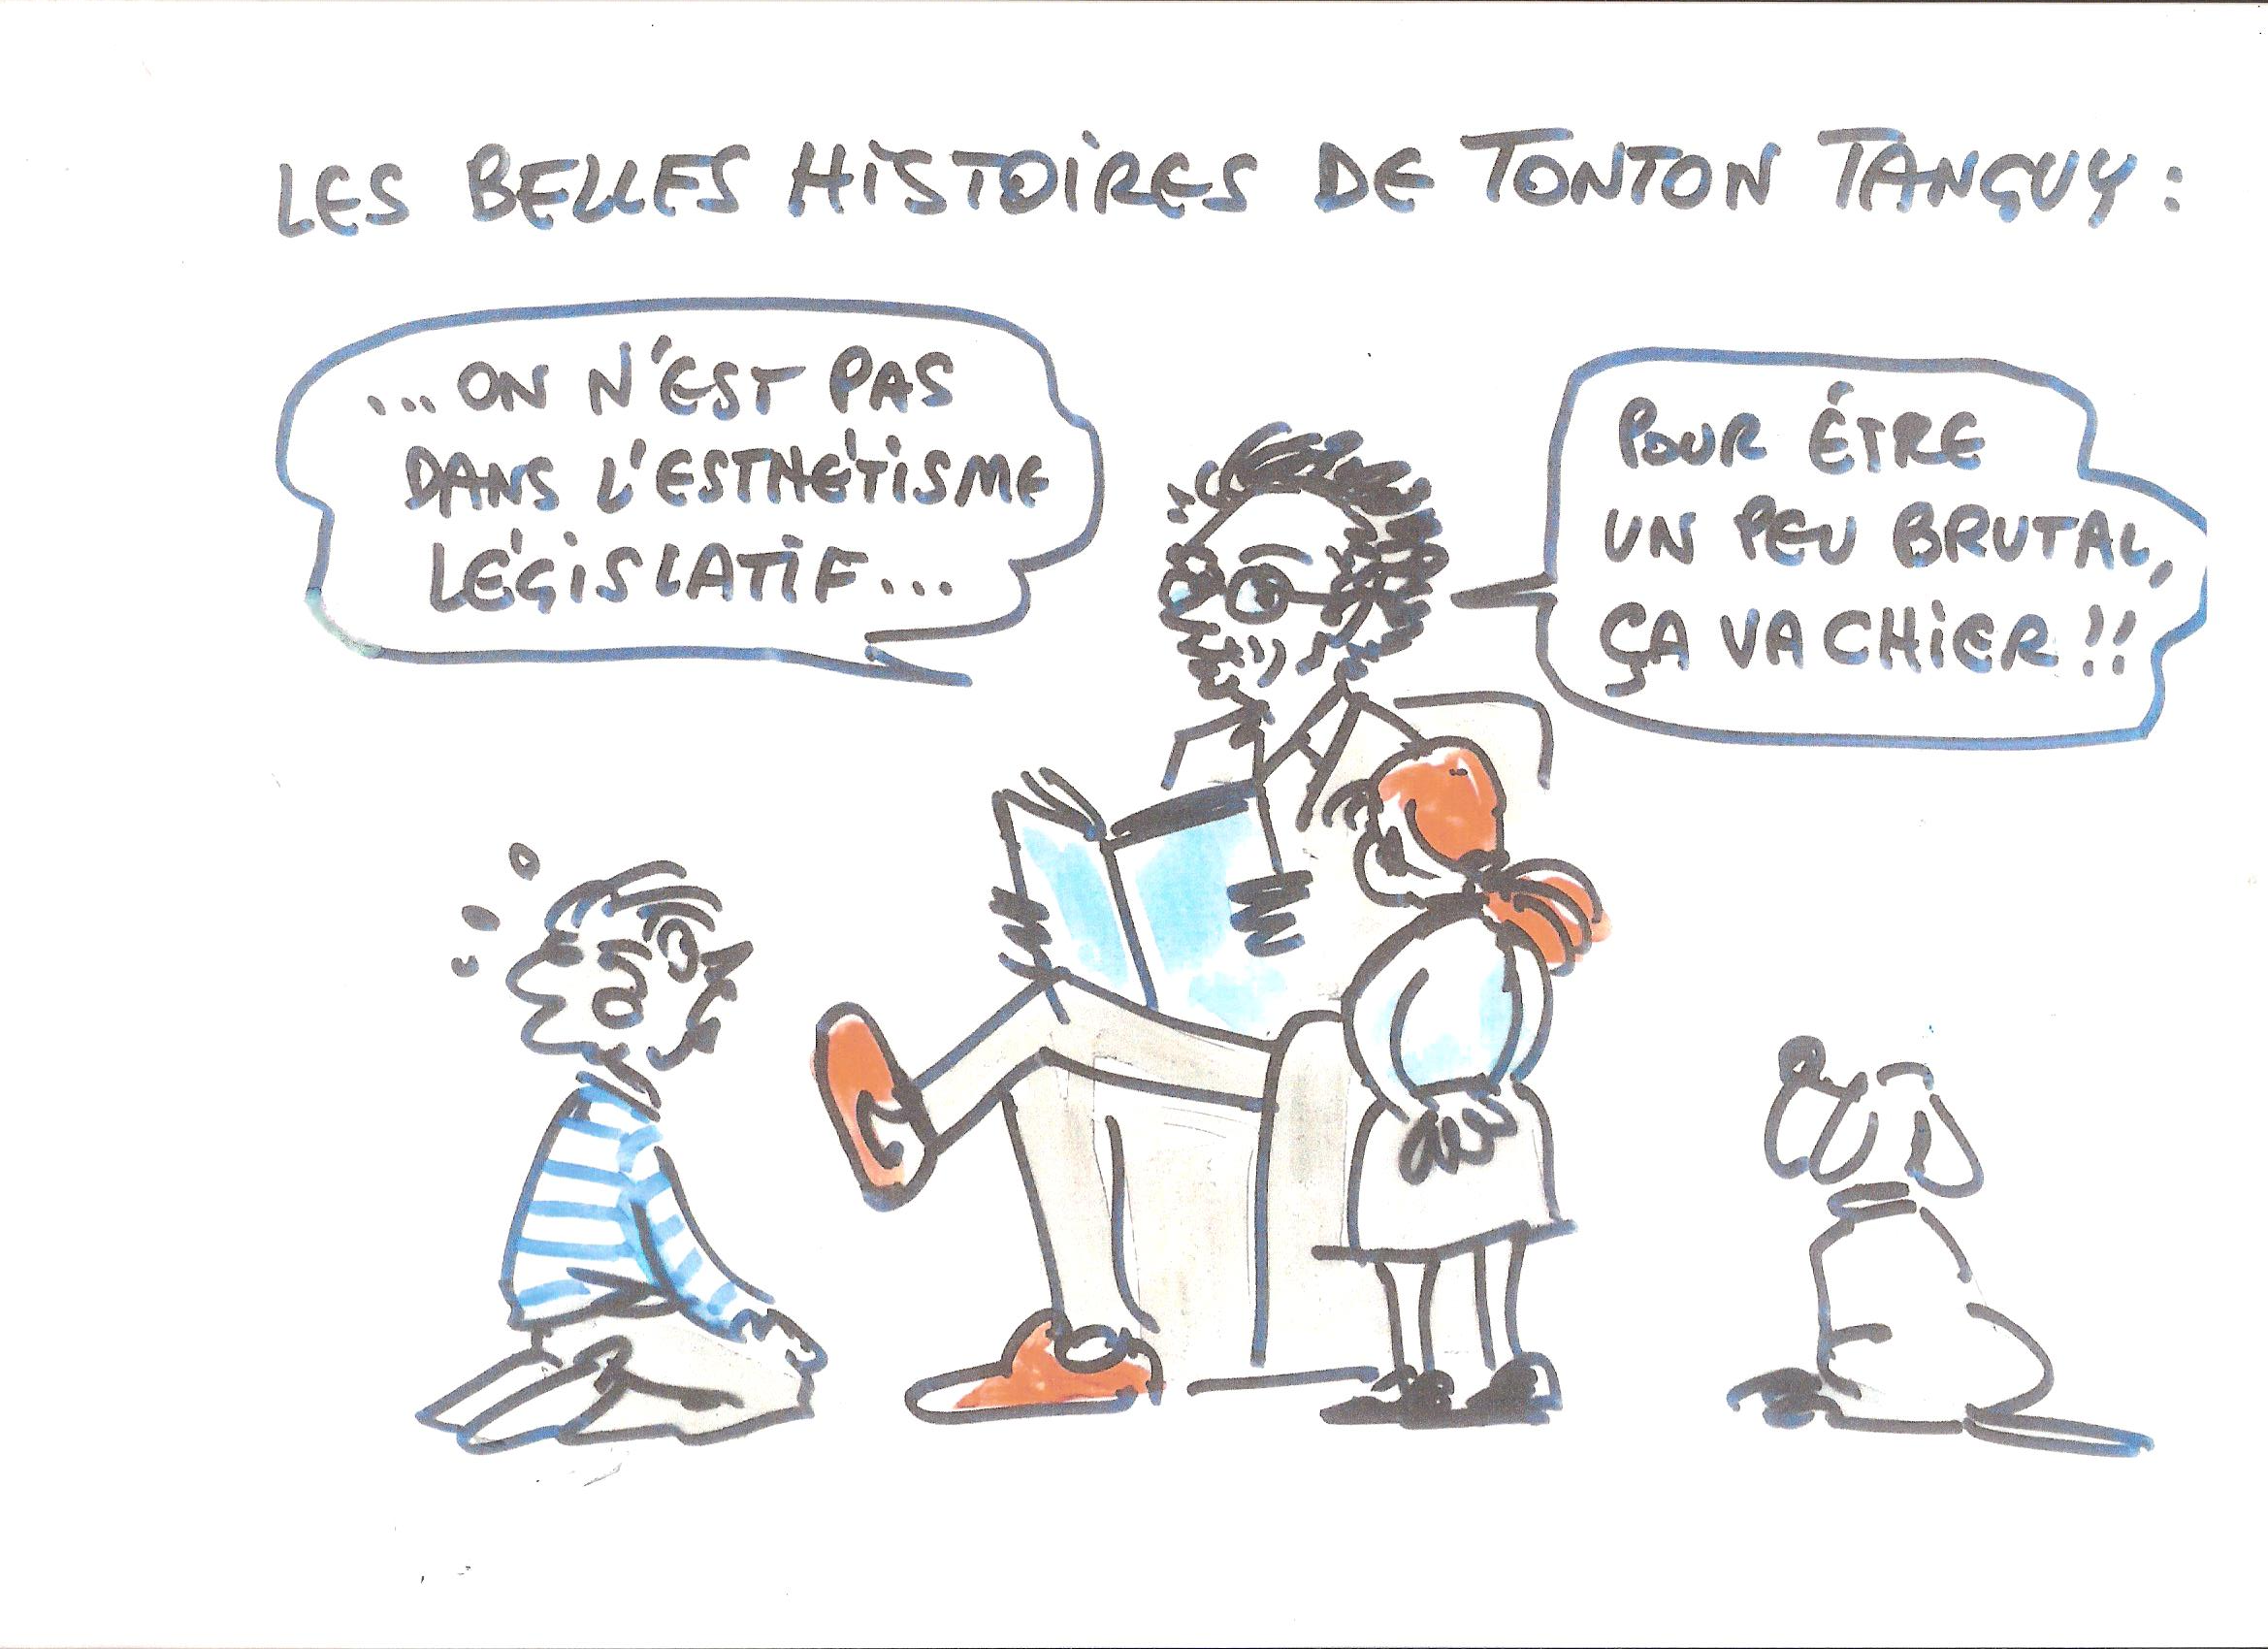 LES BELLES HISTOIRES DE TONTON TANGUY :
...ON N'EST PAS
DANS L'ESTHÉTISME
LÉGISLATIF...
POUR ÉTRE
UN PEU BRUTAL,
ÇA VA CHIER !!